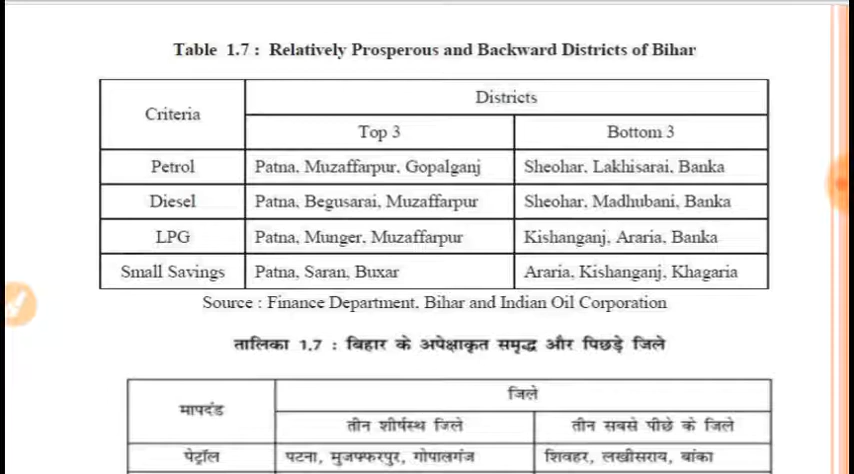 Table 1.7 : Relatively Prosperous and Backward Districts of Bihar
Criteria
Districts
Top 3
Bottom 3
Petrol
Patna, Muzaffarpur, Gopalganj
Sheohar, Lakhisarai, Banka
Diesel
Patna, Begusarai, Muzaffarpur
Sheohar, Madhubani, Banka
LPG
Patna, Munger, Muzaffarpur
Kishanganj, Araria, Banka
Small Savings
Patna, Saran, Buxar
Araria, Kishanganj, Khagaria
Source : Finance Department, Bihar and Indian Oil Corporation
तालिका 1.7 : बिहार के अपेक्षाकृत समृद्ध और पिछड़े जिले
मापदंड
जिले
तीन शीर्षस्थ जिले
तीन सबसे पीछे के जिले
पेट्रॉल
पटना, मुजफ्फरपुर, गोपालगंज
शिवहर, लखीसराय, बांका